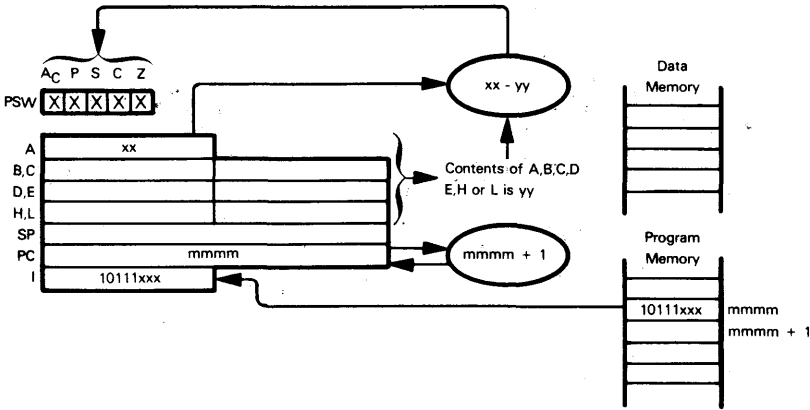 AC P S C Z
PSW X X X X X
xx - yy
Data
Memory
A xx
B,C
D,E
H,L
SP
PC mmmm
I 10111xxx
Contents of A,B,C,D
E,H or L is yy
mmmm + 1
Program
Memory
10111xxx mmmm
mmmm + 1